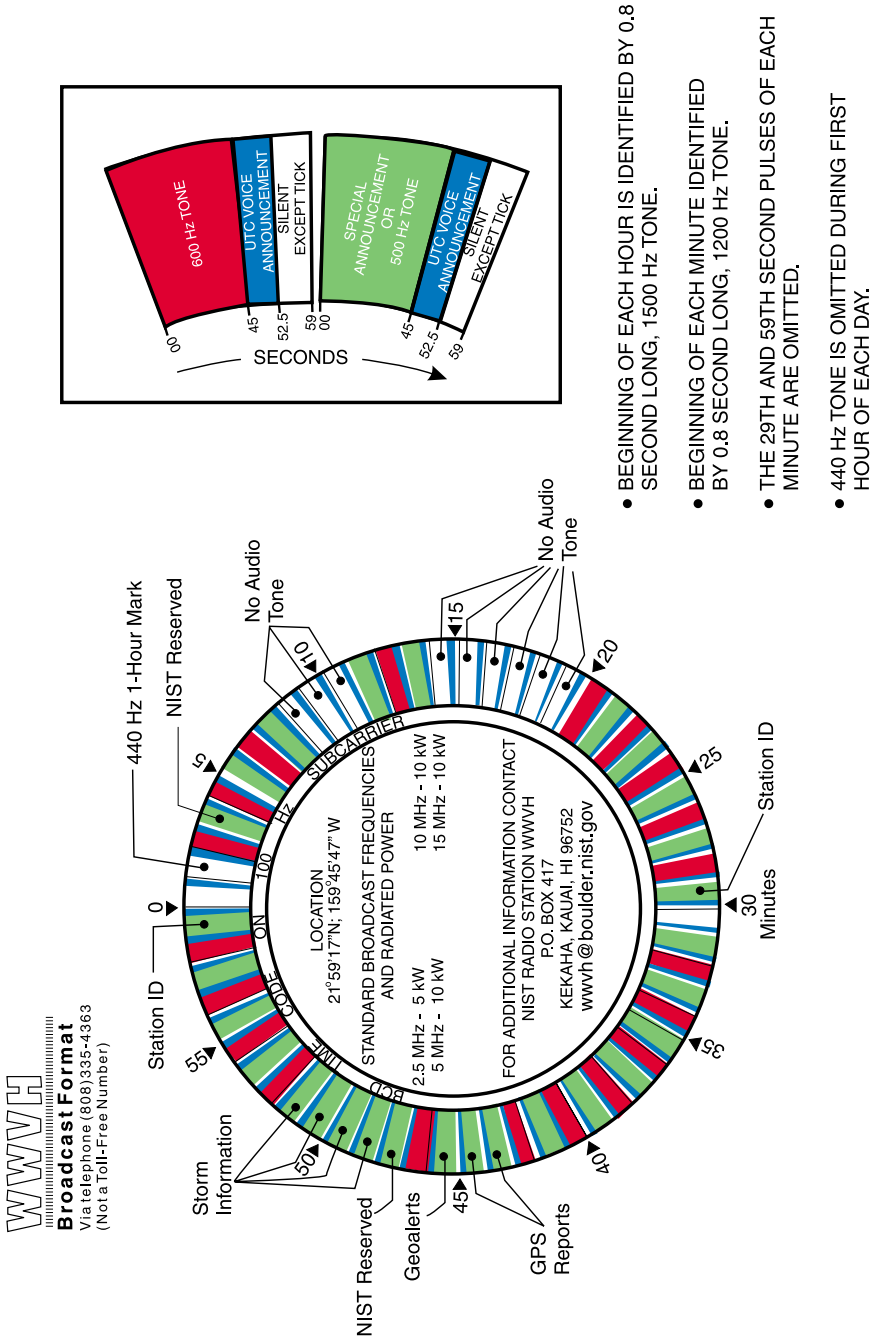 WWVH
Broadcast Format
Via telephone (808)335-4363
(Not a Toll-Free Number)
Station ID
440 Hz 1-Hour Mark
NIST Reserved
No Audio
Tone
0
5
10
15
20
25
30
35
40
45
50
55
Minutes
No Audio
Tone
Station ID
Storm
Information
NIST Reserved
Geoalerts
GPS
Reports
BCD TIME CODE ON 100 Hz SUBCARRIER
LOCATION
21°59'17"N; 159°45'47" W
STANDARD BROADCAST FREQUENCIES
AND RADIATED POWER
2.5 MHz - 5 kW 10 MHz - 10 kW
5 MHz - 10 kW 15 MHz - 10 kW
FOR ADDITIONAL INFORMATION CONTACT
NIST RADIO STATION WWVH
P.O. BOX 417
KEKAHA, KAUAI, HI 96752
wwvh@boulder.nist.gov
600 Hz TONE
UTC VOICE
ANNOUNCEMENT
SILENT
EXCEPT TICK
SPECIAL
ANNOUNCEMENT
OR
500 Hz TONE
UTC VOICE
ANNOUNCEMENT
SILENT
EXCEPT TICK
00
45
52.5
59
00
45
52.5
59
SECONDS
• BEGINNING OF EACH HOUR IS IDENTIFIED BY 0.8
SECOND LONG, 1500 Hz TONE.
• BEGINNING OF EACH MINUTE IDENTIFIED
BY 0.8 SECOND LONG, 1200 Hz TONE.
• THE 29TH AND 59TH SECOND PULSES OF EACH
MINUTE ARE OMITTED.
• 440 Hz TONE IS OMITTED DURING FIRST
HOUR OF EACH DAY.